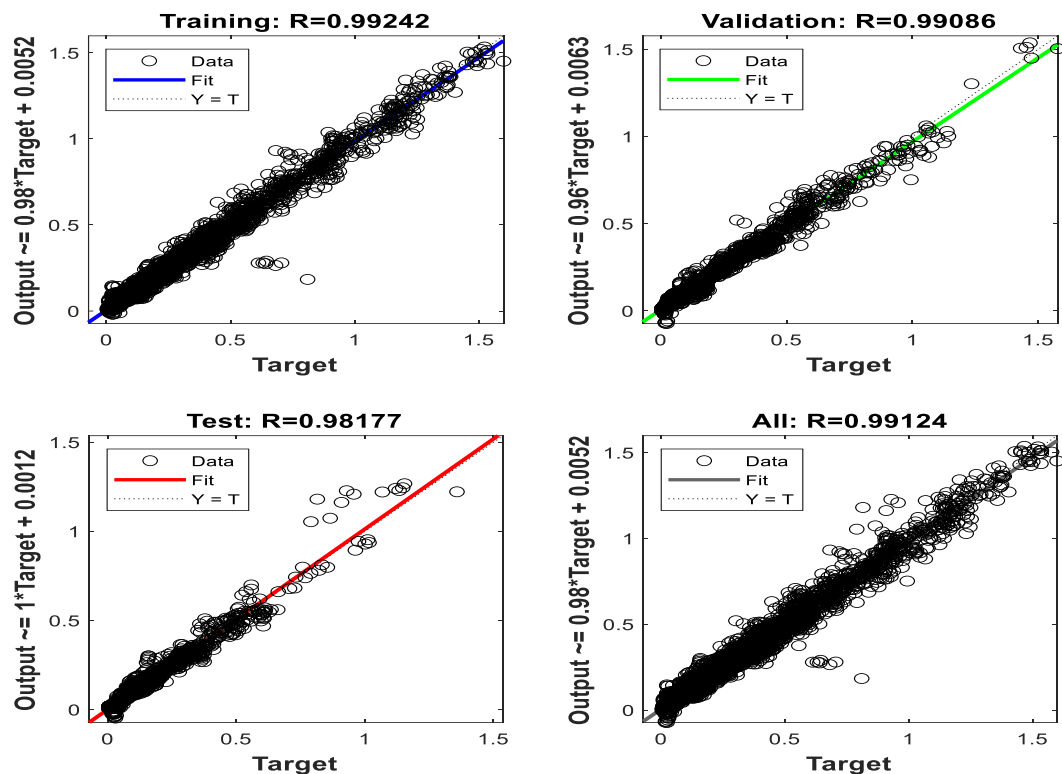 Training: R=0.99242
Output ~= 0.98*Target + 0.0052
Data
Fit
Y = T
0
0.5
1
1.5
0
0.5
1
1.5
Target
Validation: R=0.99086
Output ~= 0.96*Target + 0.0063
Data
Fit
Y = T
0
0.5
1
1.5
0
0.5
1
1.5
Target
Test: R=0.98177
Output ~= 1*Target + 0.0012
Data
Fit
Y = T
0
0.5
1
1.5
0
0.5
1
1.5
Target
All: R=0.99124
Output ~= 0.98*Target + 0.0052
Data
Fit
Y = T
0
0.5
1
1.5
0
0.5
1
1.5
Target